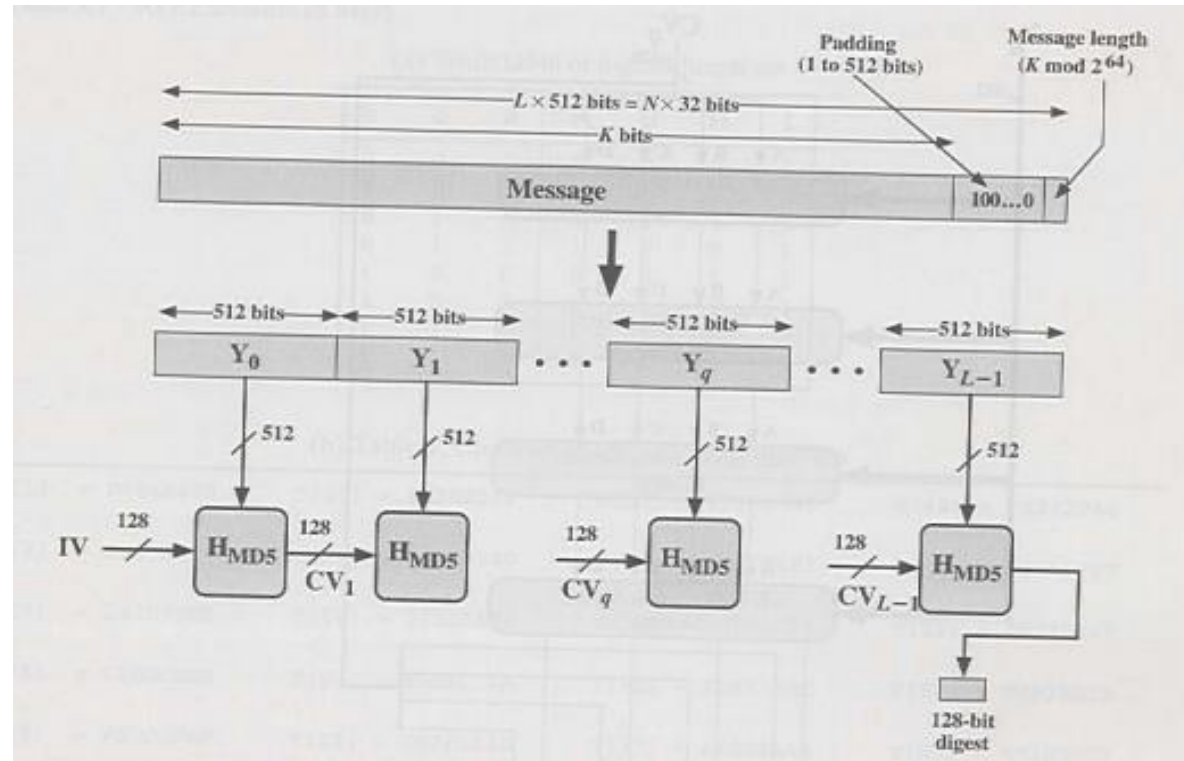 Padding
(1 to 512 bits)
Message length
(K mod 2^64)
L × 512 bits = N × 32 bits
K bits
Message
100...0
512 bits
512 bits
512 bits
512 bits
Y0
Y1
• • •
Yq
• • •
YL−1
512
512
512
512
IV
128
HMD5
128
CV1
HMD5
128
CVq
HMD5
128
CVL−1
HMD5
128-bit
digest